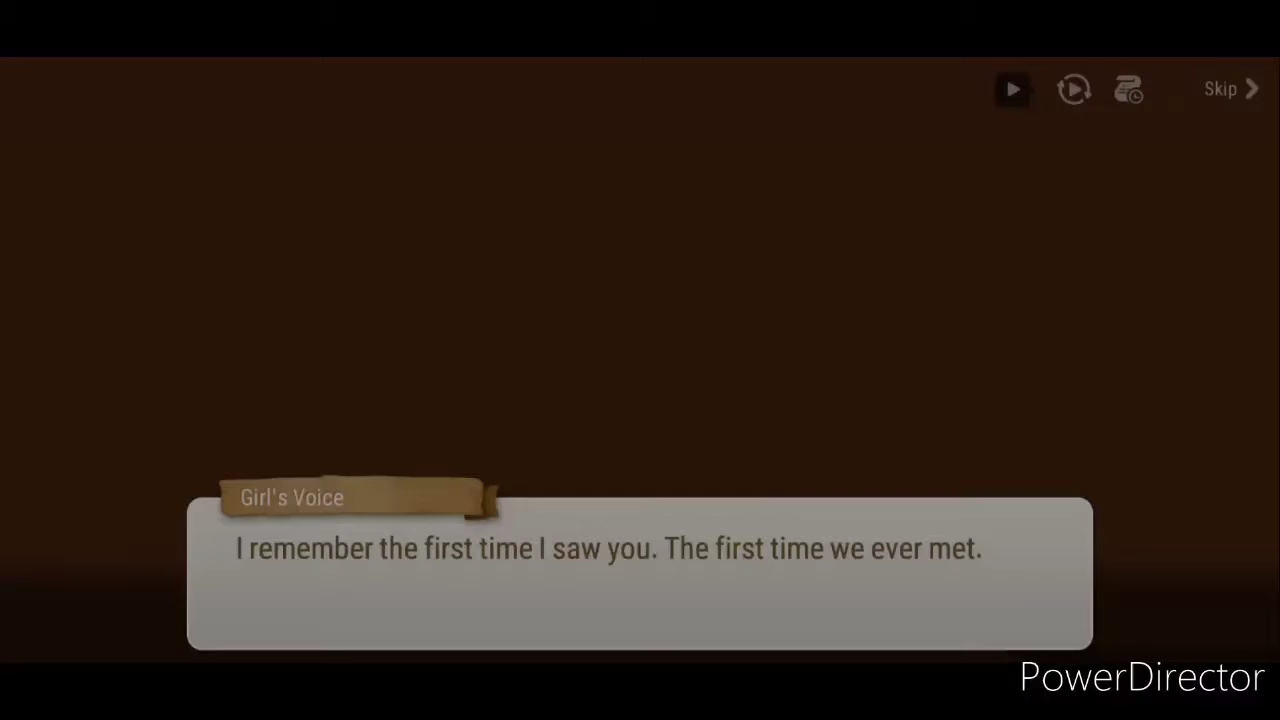 Skip
Girl's Voice
I remember the first time I saw you. The first time we ever met.
PowerDirector